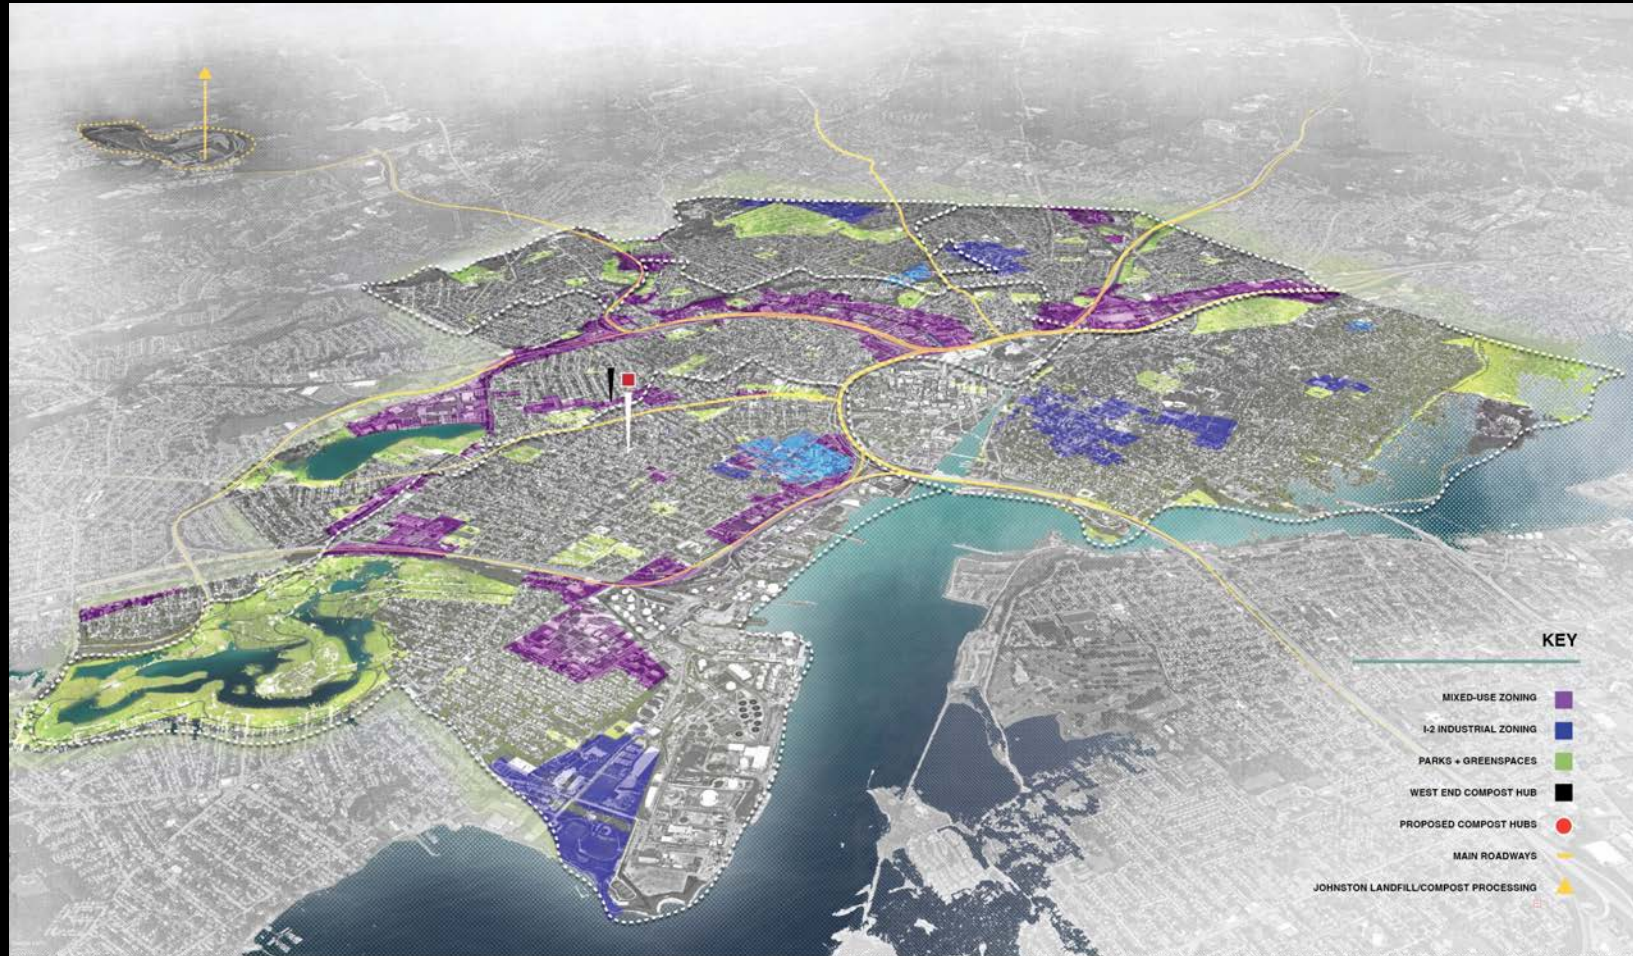 KEY
MIXED-USE ZONING
I-2 INDUSTRIAL ZONING
PARKS + GREENSPACES
WEST END COMPOST HUB
PROPOSED COMPOST HUBS
MAIN ROADWAYS
JOHNSTON LANDFILL/COMPOST PROCESSING